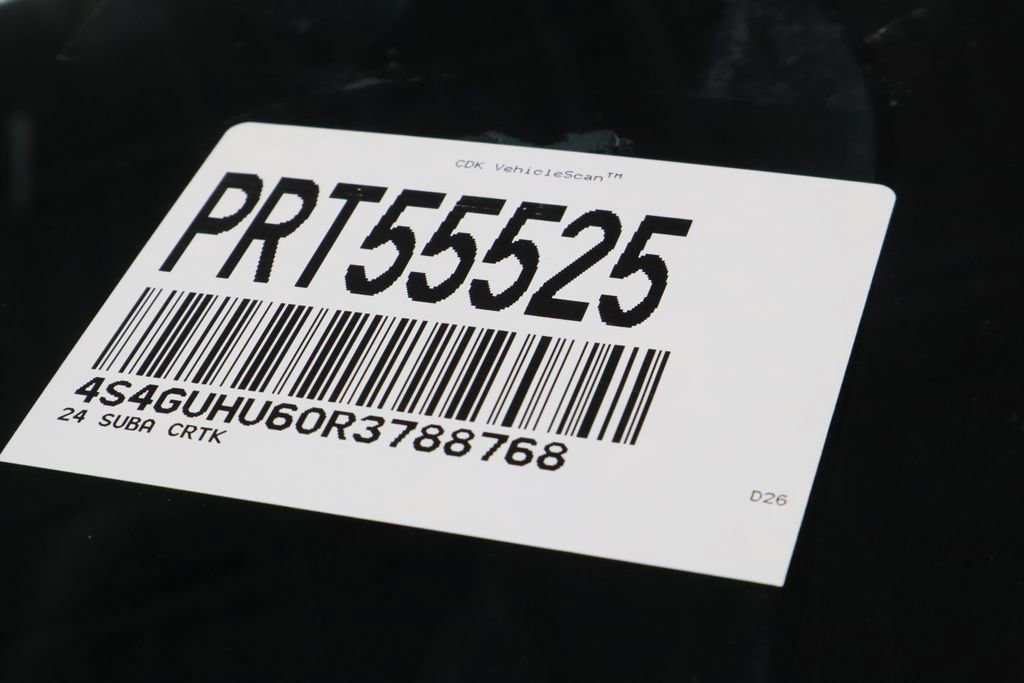 CDK VehicleScan™
PRT55525
4S4GUHU60R3788768
24 SUBA CRTK
D26